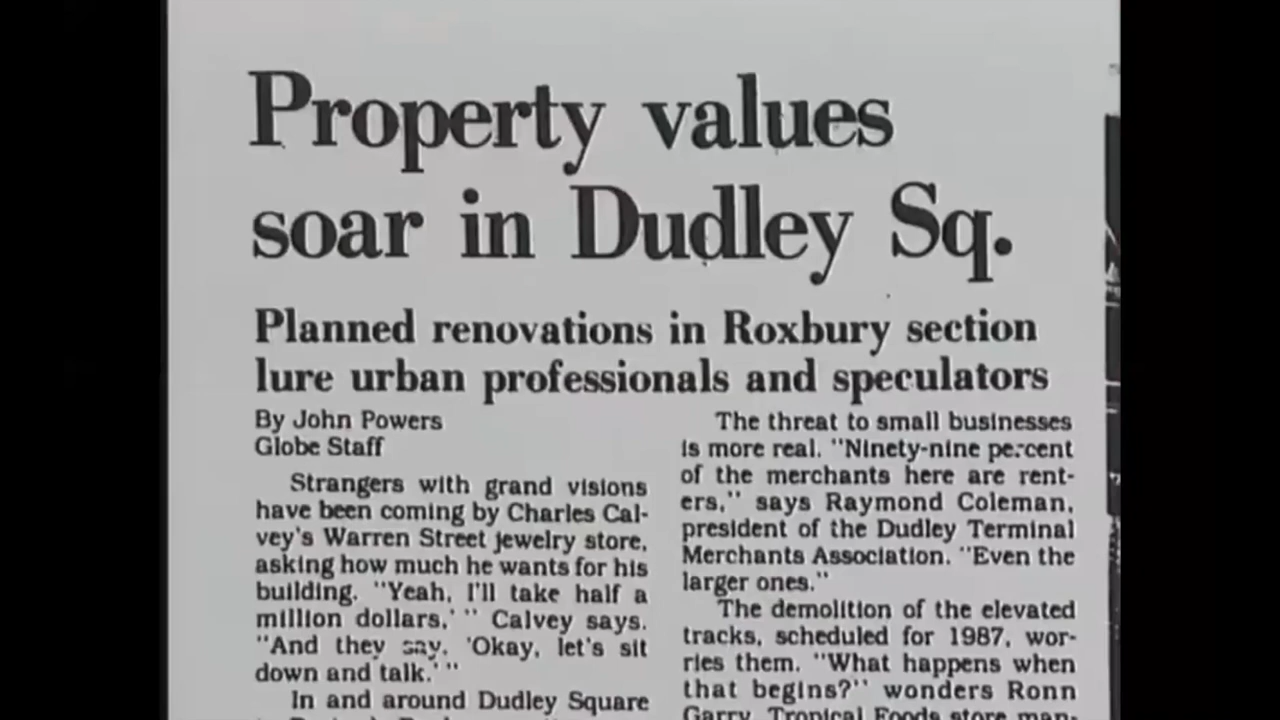 Property values
soar in Dudley Sq.
Planned renovations in Roxbury section
lure urban professionals and speculators
By John Powers
Globe Staff
Strangers with grand visions
have been coming by Charles Cal-
vey's Warren Street jewelry store,
asking how much he wants for his
building. "Yeah, I'll take half a
million dollars,' " Calvey says.
"And they say, 'Okay, let's sit
down and talk.' "
In and around Dudley Square
The threat to small businesses
is more real. "Ninety-nine percent
of the merchants here are rent-
ers," says Raymond Coleman,
president of the Dudley Terminal
Merchants Association. "Even the
larger ones."
The demolition of the elevated
tracks, scheduled for 1987, wor-
ries them. "What happens when
that begins?" wonders Ronn
Garry, Tropical Foods store man-